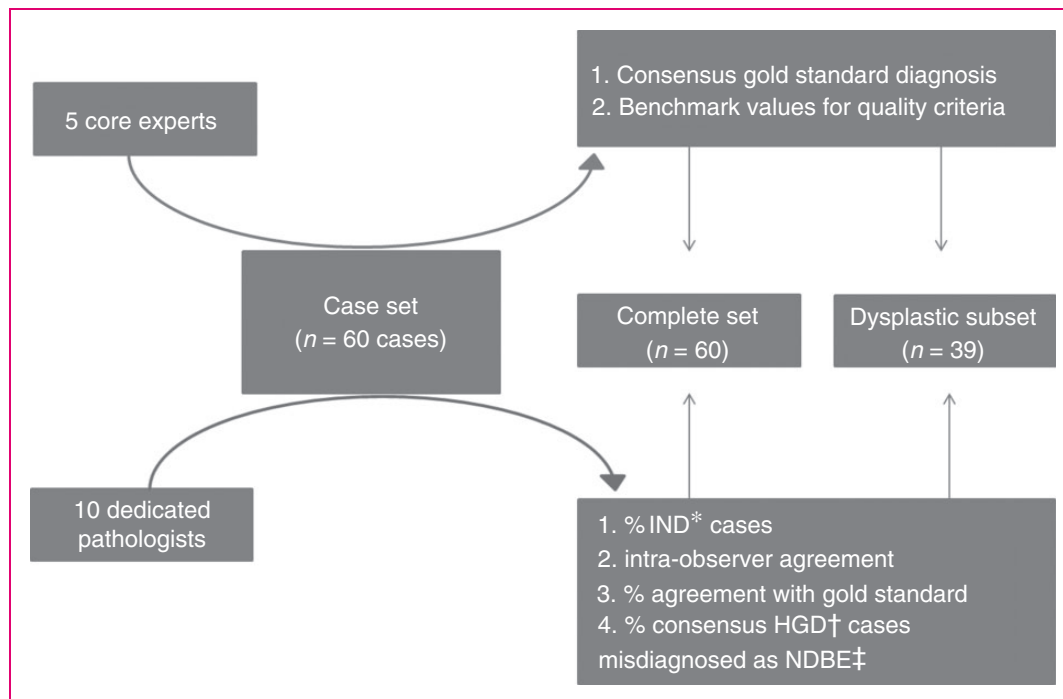 5 core experts
1. Consensus gold standard diagnosis
2. Benchmark values for quality criteria
Case set
(n = 60 cases)
Complete set
(n = 60)
Dysplastic subset
(n = 39)
10 dedicated
pathologists
1. % IND* cases
2. intra-observer agreement
3. % agreement with gold standard
4. % consensus HGD† cases
misdiagnosed as NDBE‡